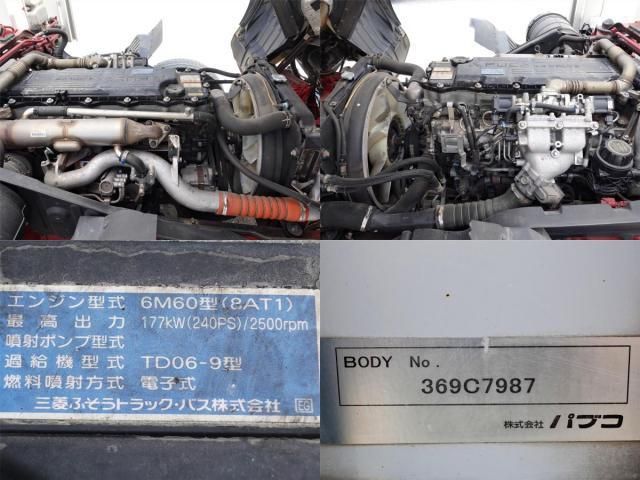 エンジン型式 6M60型(8AT1)
最高出力 177kW(240PS)/2500rpm
噴射ポンプ型式
過給機型式 TD06-9型
燃料噴射方式 電子式
三菱ふそうトラック・バス株式会社 EG
BODY No.
369C7987
株式会社 パブコ